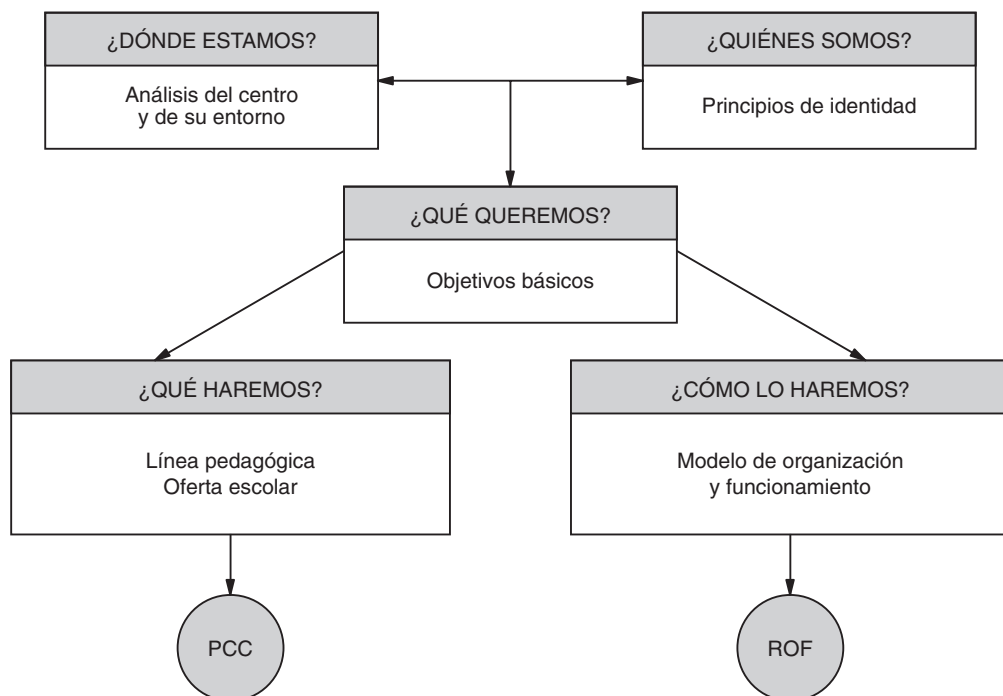 ¿DÓNDE ESTAMOS?
Análisis del centro
y de su entorno
¿QUIÉNES SOMOS?
Principios de identidad
¿QUÉ QUEREMOS?
Objetivos básicos
¿QUÉ HAREMOS?
Línea pedagógica
Oferta escolar
¿CÓMO LO HAREMOS?
Modelo de organización
y funcionamiento
PCC
ROF